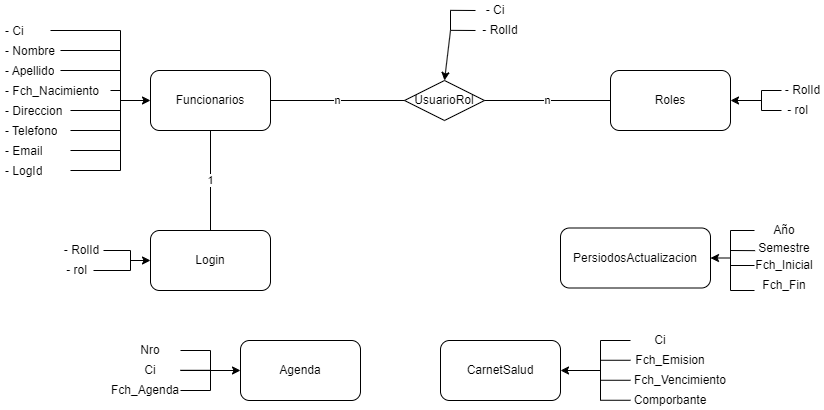 - Ci
- Nombre
- Apellido
- Fch_Nacimiento
- Direccion
- Telefono
- Email
- LogId
Funcionarios
n
UsuarioRol
- Ci
- RolId
n
Roles
- RolId
- rol
1
- RolId
- rol
Login
PersiodosActualizacion
Año
Semestre
Fch_Inicial
Fch_Fin
Nro
Ci
Fch_Agenda
Agenda
CarnetSalud
Ci
Fch_Emision
Fch_Vencimiento
Comporbante